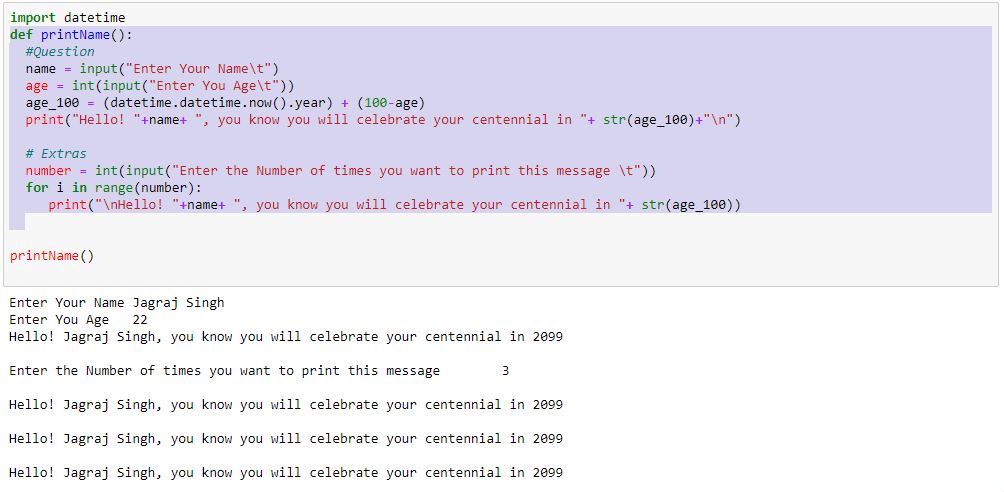 import datetime
def printName():
  #Question
  name = input("Enter Your Name\t")
  age = int(input("Enter You Age\t"))
  age_100 = (datetime.datetime.now().year) + (100-age)
  print("Hello! "+name+ ", you know you will celebrate your centennial in "+ str(age_100)+"\n")

  # Extras
  number = int(input("Enter the Number of times you want to print this message \t"))
  for i in range(number):
     print("\nHello! "+name+ ", you know you will celebrate your centennial in "+ str(age_100))

printName()

Enter Your Name Jagraj Singh
Enter You Age   22
Hello! Jagraj Singh, you know you will celebrate your centennial in 2099

Enter the Number of times you want to print this message        3

Hello! Jagraj Singh, you know you will celebrate your centennial in 2099

Hello! Jagraj Singh, you know you will celebrate your centennial in 2099

Hello! Jagraj Singh, you know you will celebrate your centennial in 2099